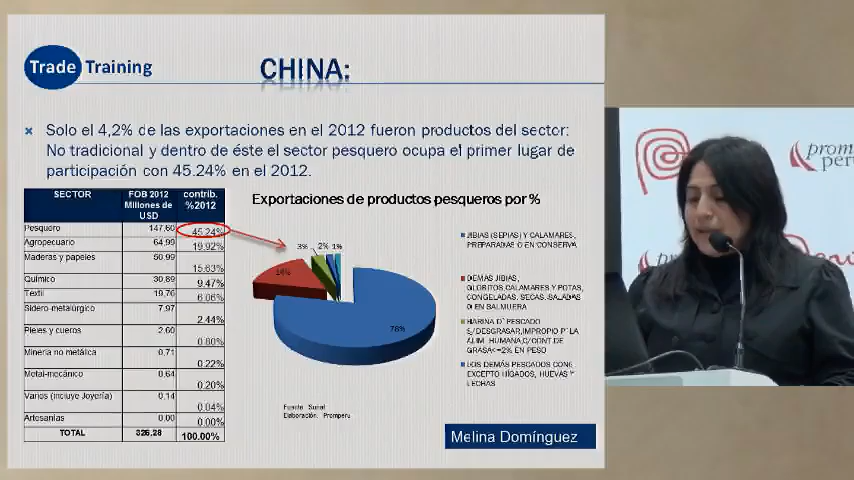 Trade Training
CHINA:
Solo el 4,2% de las exportaciones en el 2012 fueron productos del sector:
No tradicional y dentro de éste el sector pesquero ocupa el primer lugar de
participación con 45.24% en el 2012.
SECTOR FOB 2012 Millones de USD contrib. %2012
Pesquero 147,60 45.24%
Agropecuario 64,99 19.92%
Maderas y papeles 50,99 15.63%
Químico 30,89 9.47%
Textil 19,76 6.06%
Sidero-metalúrgico 7,97 2.44%
Pieles y cueros 2,60 0.80%
Minería no metálica 0,71 0.22%
Metal-mecánico 0,64 0.20%
Varios (incluye Joyería) 0,14 0.04%
Artesanías 0,00 0.00%
TOTAL 326,28 100.00%
Exportaciones de productos pesqueros por %
3% 2% 1%
78%
JIBIAS (SEPIAS) Y CALAMARES,
PREPARADAS O EN CONSERVA
DEMAS JIBIAS,
GLOBITOS CALAMARES Y POTAS,
CONGELADAS, SECAS, SALADAS
O EN SALMUERA
HARINA D´ PESCADO
S/DESGRASAR,IMPROPIO P´LA
ALIM. HUMANA,C/CONT DE
GRASA<=2% EN PESO
LOS DEMÁS PESCADOS CONG.
EXCEPTO HÍGADOS, HUEVAS Y
LECHAS
Fuente: Sunat
Elaboración: Promperu
Melina Domínguez
prom
peru